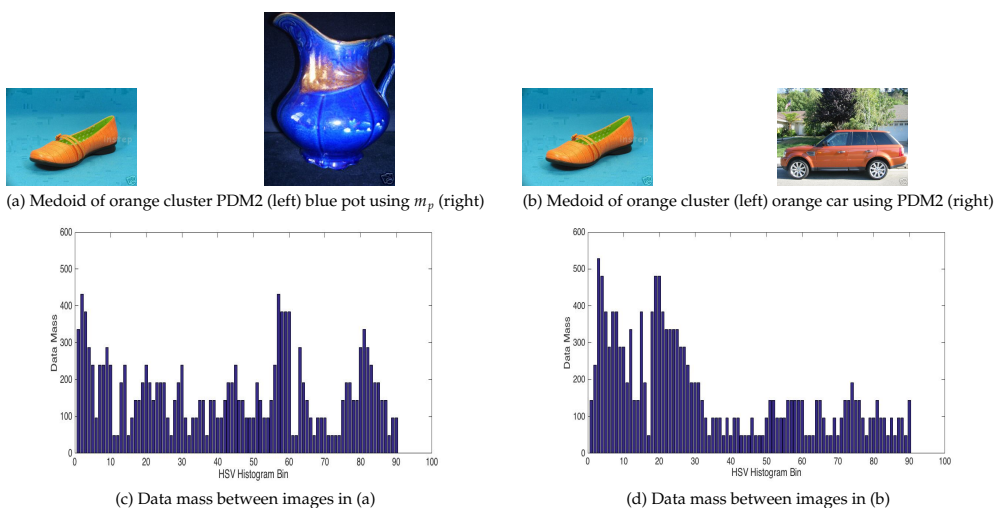 (a) Medoid of orange cluster PDM2 (left) blue pot using m_p (right)
(b) Medoid of orange cluster (left) orange car using PDM2 (right)
600
500
400
300
200
100
0
Data Mass
0 10 20 30 40 50 60 70 80 90 100
HSV Histogram Bin
(c) Data mass between images in (a)
600
500
400
300
200
100
0
Data Mass
0 10 20 30 40 50 60 70 80 90 100
HSV Histogram Bin
(d) Data mass between images in (b)